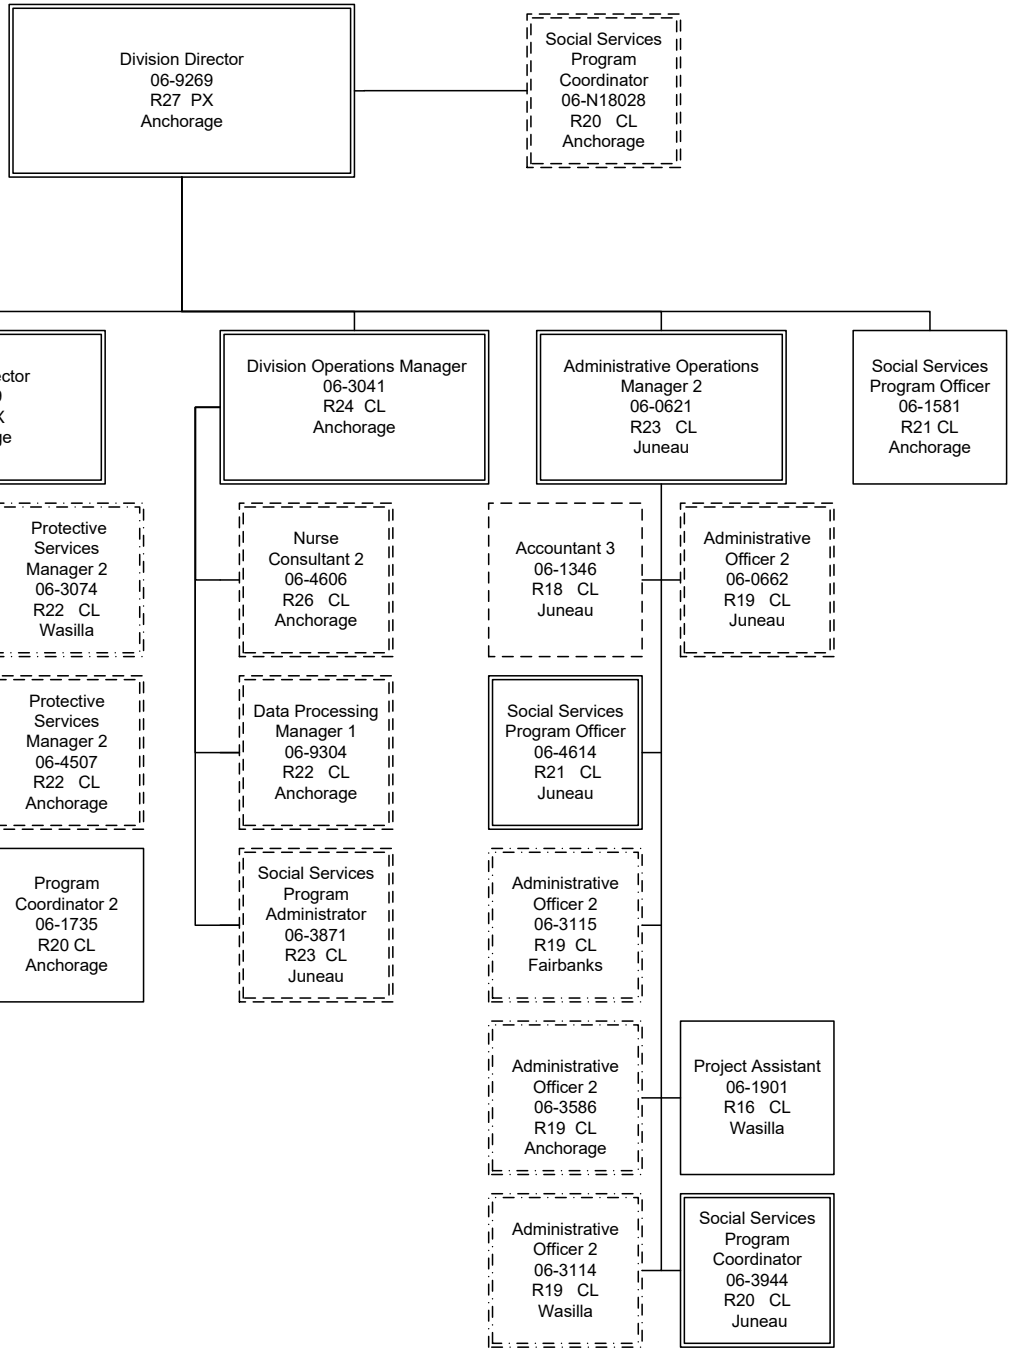 Division Director
06-9269
R27 PX
Anchorage
Social Services
Program
Coordinator
06-N18028
R20 CL
Anchorage
Division Operations Manager
06-3041
R24 CL
Anchorage
Administrative Operations
Manager 2
06-0621
R23 CL
Juneau
Social Services
Program Officer
06-1581
R21 CL
Anchorage
Protective
Services
Manager 2
06-3074
R22 CL
Wasilla
Nurse
Consultant 2
06-4606
R26 CL
Anchorage
Accountant 3
06-1346
R18 CL
Juneau
Administrative
Officer 2
06-0662
R19 CL
Juneau
Protective
Services
Manager 2
06-4507
R22 CL
Anchorage
Data Processing
Manager 1
06-9304
R22 CL
Anchorage
Social Services
Program Officer
06-4614
R21 CL
Juneau
Program
Coordinator 2
06-1735
R20 CL
Anchorage
Social Services
Program
Administrator
06-3871
R23 CL
Juneau
Administrative
Officer 2
06-3115
R19 CL
Fairbanks
Administrative
Officer 2
06-3586
R19 CL
Anchorage
Project Assistant
06-1901
R16 CL
Wasilla
Administrative
Officer 2
06-3114
R19 CL
Wasilla
Social Services
Program
Coordinator
06-3944
R20 CL
Juneau